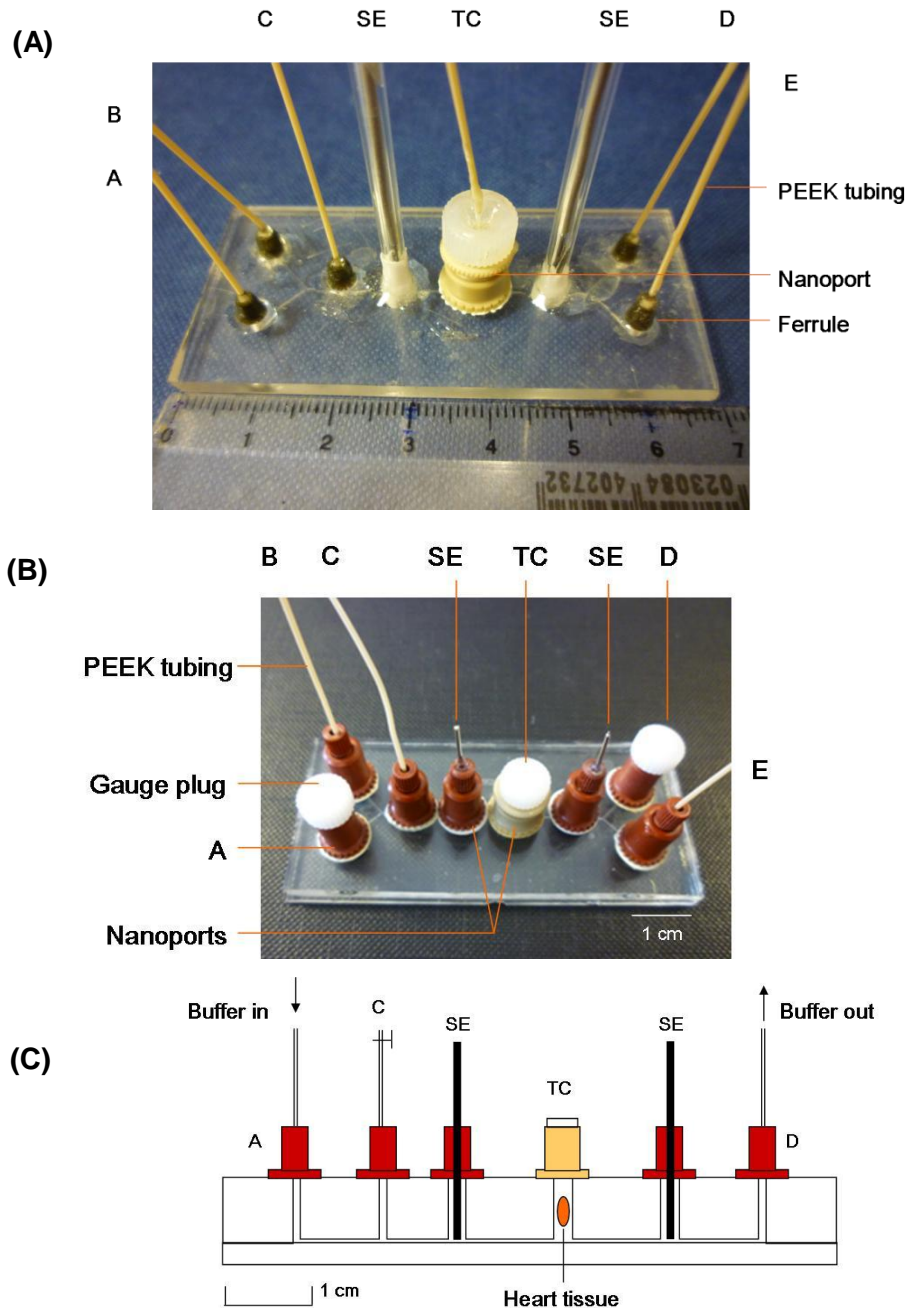 C SE TC SE D
(A)
E
B
A
PEEK tubing
Nanoport
Ferrule
0 1 2 3 4 5 6 7
402732 023084
(B)
B C SE TC SE D
PEEK tubing
E
Gauge plug
A
Nanoports
1 cm
Buffer in
C
SE
SE
Buffer out
(C)
TC
A
D
1 cm
Heart tissue